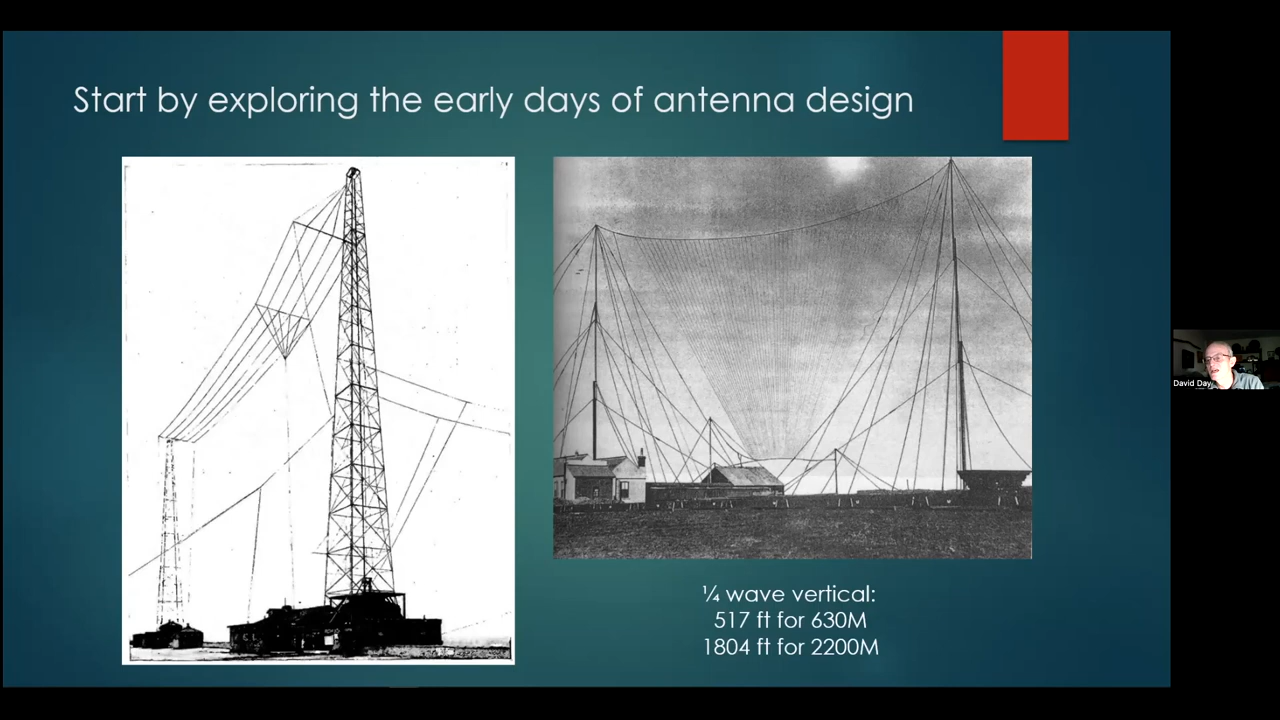 Start by exploring the early days of antenna design
¼ wave vertical:
517 ft for 630M
1804 ft for 2200M
David Day